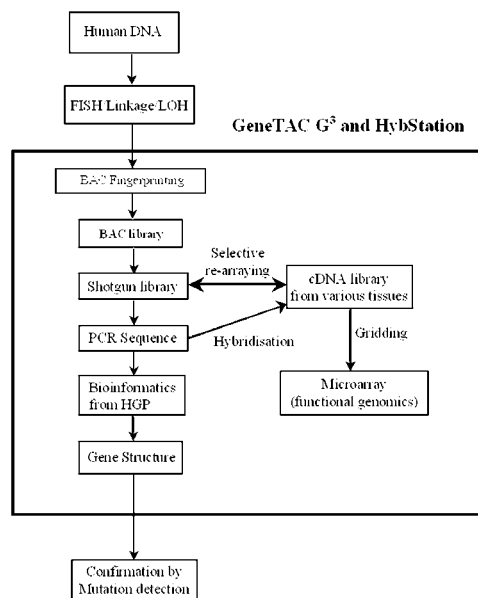 Human DNA
FISH Linkage/LOH
GeneTAC G³ and HybStation
BAC Fingerprinting
BAC library
Selective
re-arraying
Shotgun library
cDNA library
from various tissues
PCR Sequence
Hybridisation
Gridding
Bioinformatics
from HGP
Microarray
(functional genomics)
Gene Structure
Confirmation by
Mutation detection